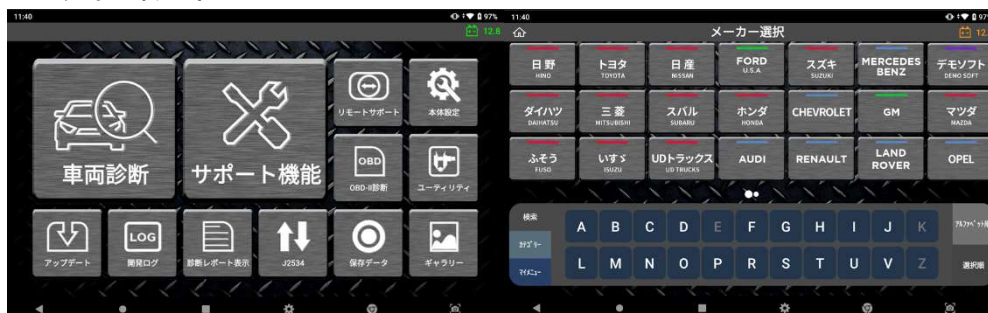 11:40
97%
12.8
車両診断
サポート機能
リモートサポート
本体設定
OBD
OBD-II診断
ユーティリティ
アップデート
LOG
開発ログ
診断レポート表示
J2534
保存データ
ギャラリー
11:40
97
メーカー選択
12.
日野
HINO
トヨタ
TOYOTA
日産
NISSAN
FORD
U.S.A
スズキ
SUZUKI
MERCEDES
BENZ
デモソフト
DEMO SOFT
ダイハツ
DAIHATSU
三菱
MITSUBISHI
スバル
SUBARU
ホンダ
HONDA
CHEVROLET
GM
マツダ
MAZDA
ふそう
FUSO
いすゞ
ISUZU
UDトラックス
UD TRUCKS
AUDI
RENAULT
LAND
ROVER
OPEL
検索
カテゴリー
マイメニュー
A B C D E F G H I J K
L M N O P R S T U V Z
選択順